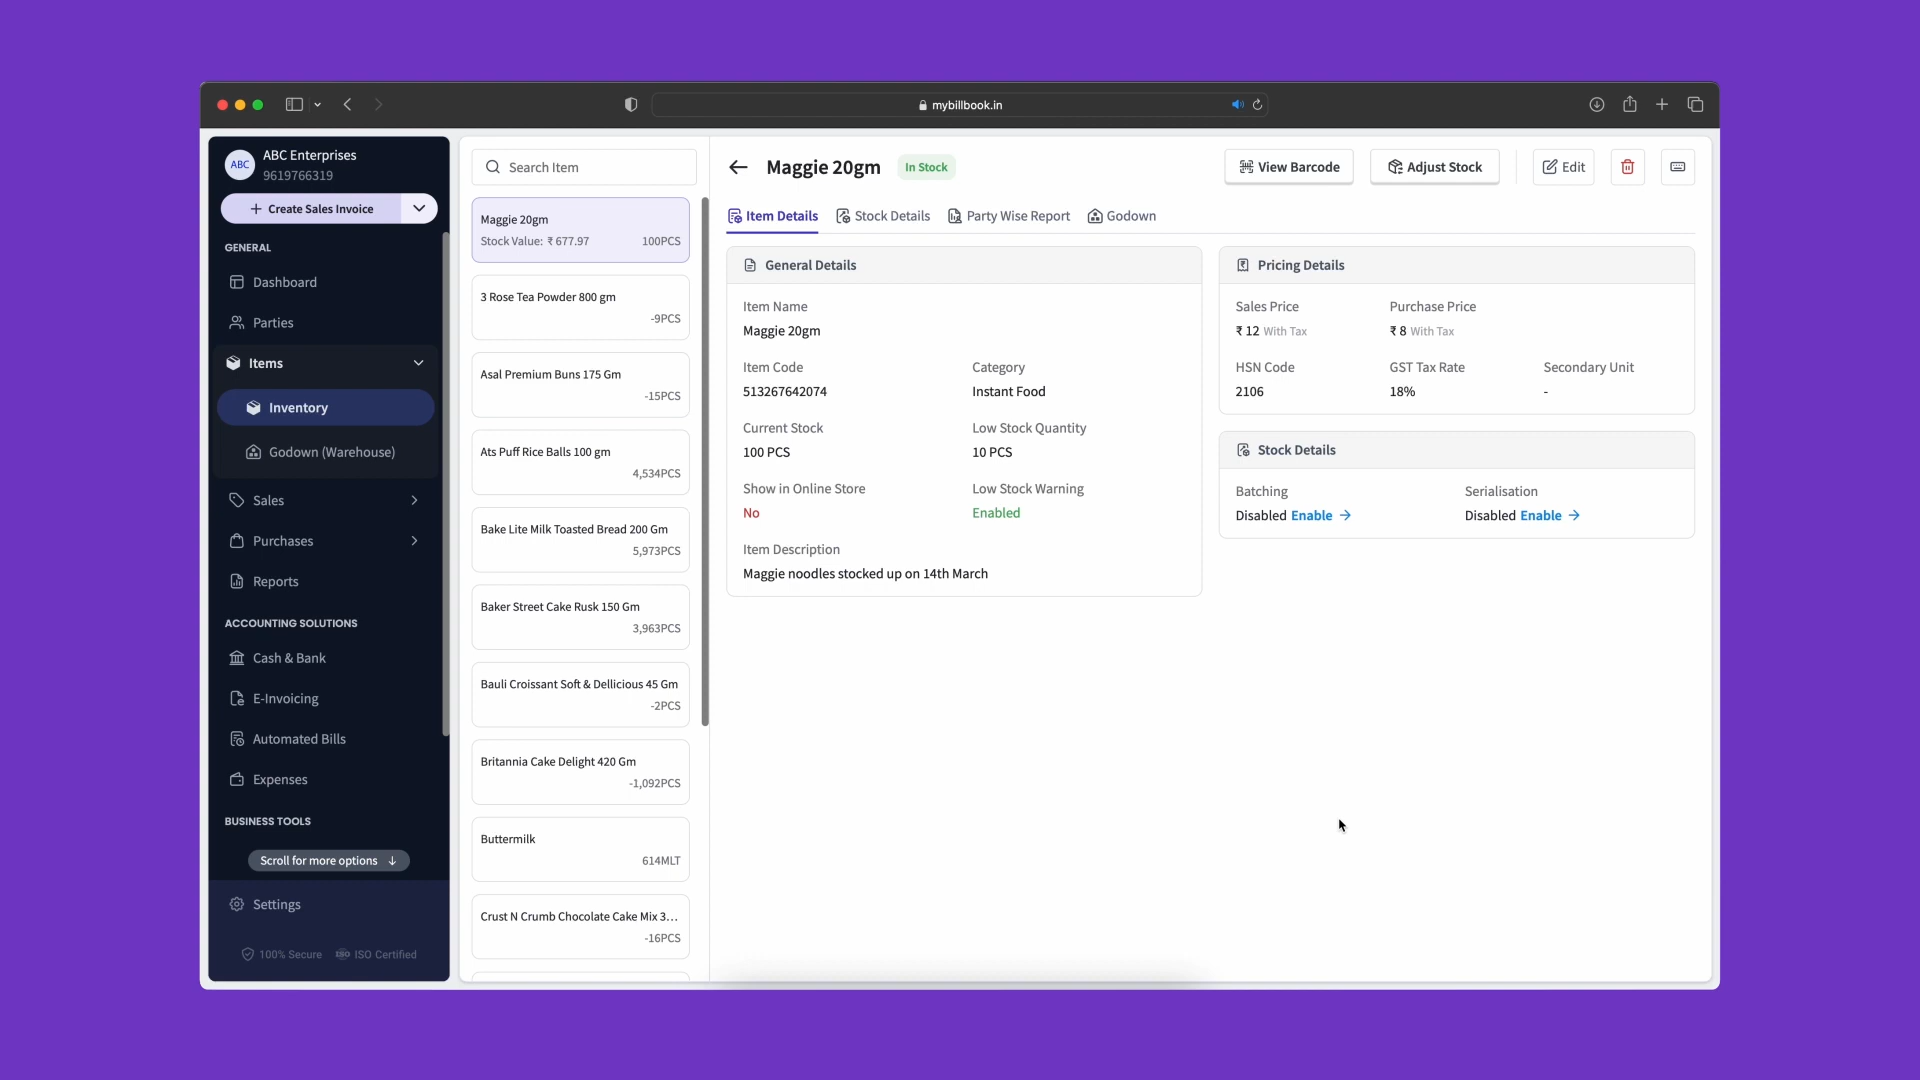 mybillbook.in
ABC
ABC Enterprises
9619766319
+ Create Sales Invoice
GENERAL
Dashboard
Parties
Items
Inventory
Godown (Warehouse)
Sales
Purchases
Reports
ACCOUNTING SOLUTIONS
Cash & Bank
E-Invoicing
Automated Bills
Expenses
BUSINESS TOOLS
Scroll for more options ↓
Settings
100% Secure
ISO ISO Certified
Search Item
Maggie 20gm
Stock Value: ₹ 677.97 100PCS
3 Rose Tea Powder 800 gm
-9PCS
Asal Premium Buns 175 Gm
-15PCS
Ats Puff Rice Balls 100 gm
4,534PCS
Bake Lite Milk Toasted Bread 200 Gm
5,973PCS
Baker Street Cake Rusk 150 Gm
3,963PCS
Bauli Croissant Soft & Dellicious 45 Gm
-2PCS
Britannia Cake Delight 420 Gm
-1,092PCS
Buttermilk
614MLT
Crust N Crumb Chocolate Cake Mix 3...
-16PCS
← Maggie 20gm In Stock
View Barcode
Adjust Stock
Edit
Item Details Stock Details Party Wise Report Godown
General Details
Item Name
Maggie 20gm
Item Code Category
513267642074 Instant Food
Current Stock Low Stock Quantity
100 PCS 10 PCS
Show in Online Store Low Stock Warning
No Enabled
Item Description
Maggie noodles stocked up on 14th March
Pricing Details
Sales Price Purchase Price
₹ 12 With Tax ₹ 8 With Tax
HSN Code GST Tax Rate Secondary Unit
2106 18% -
Stock Details
Batching Serialisation
Disabled Enable → Disabled Enable →